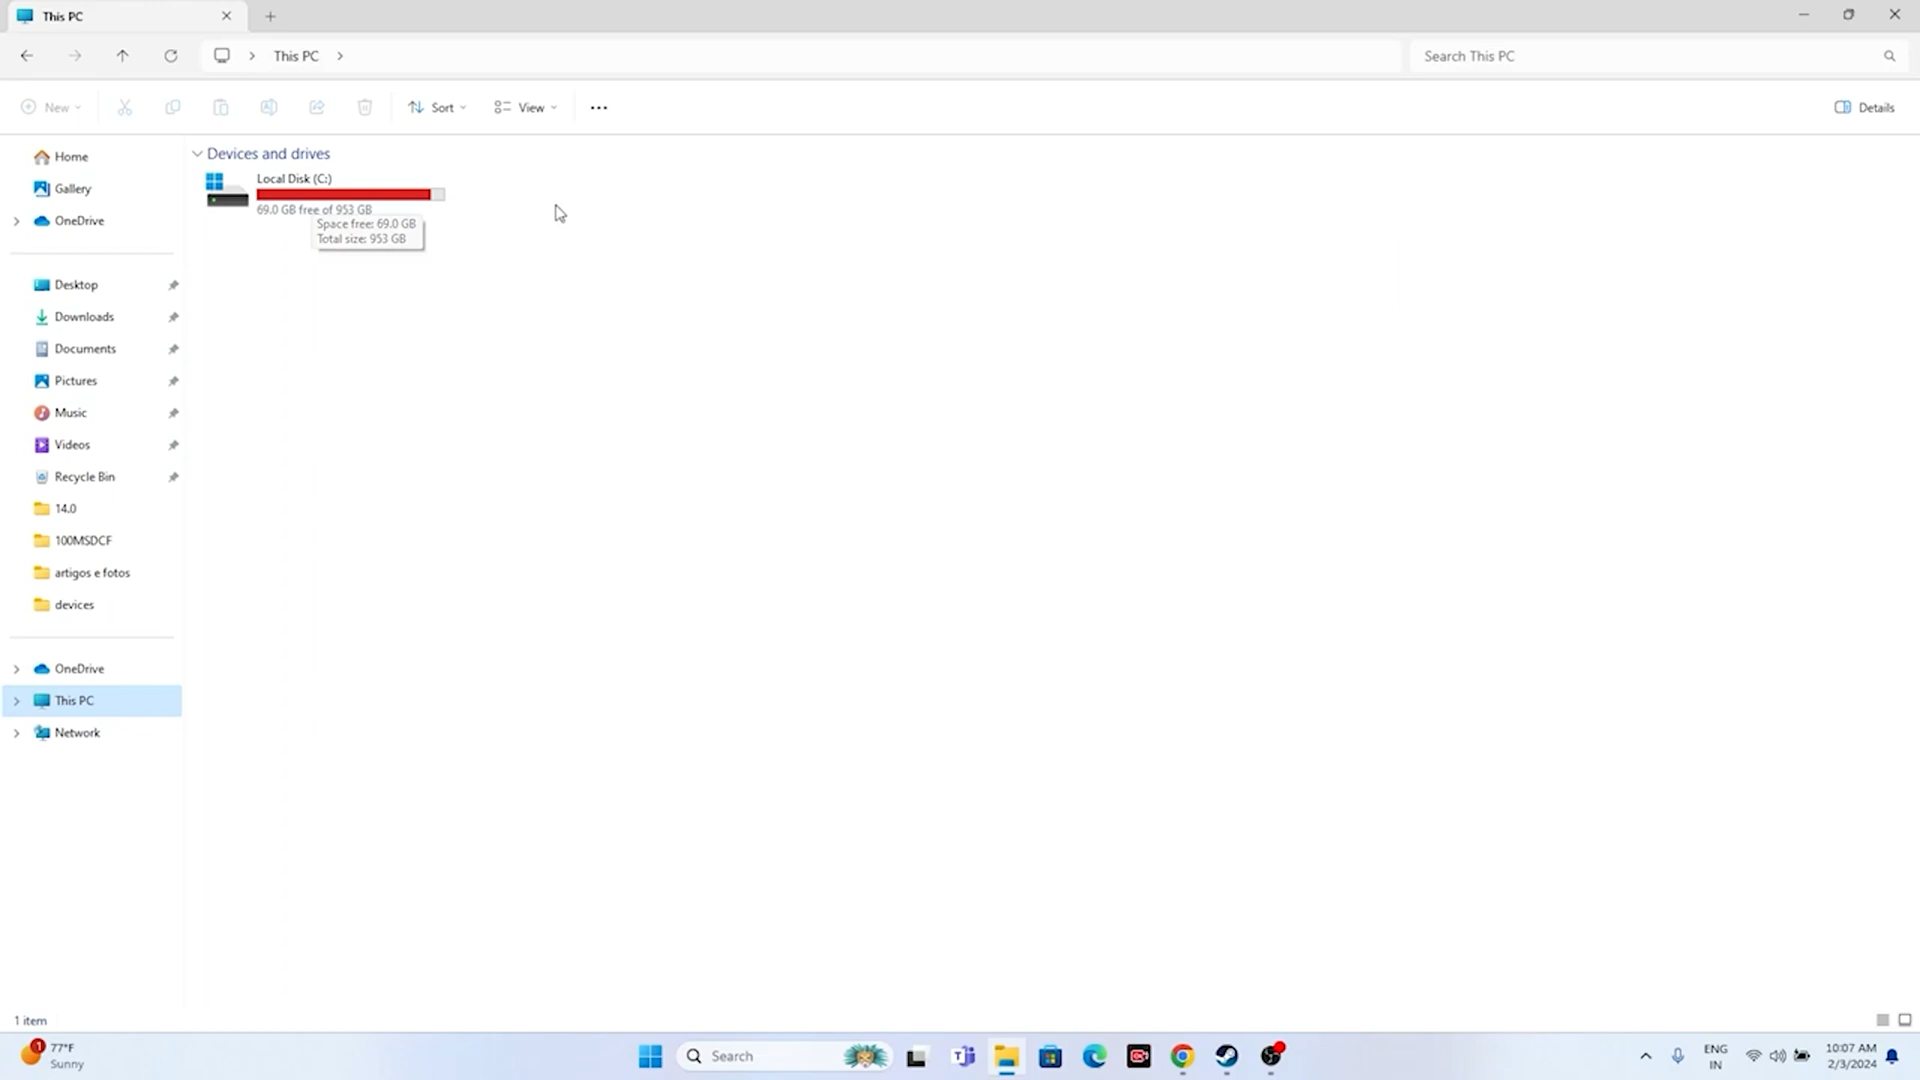 This PC
This PC
Search This PC
New
Sort
View
Details
Home
Gallery
OneDrive
Desktop
Downloads
Documents
Pictures
Music
Videos
Recycle Bin
14.0
100MSDCF
artigos e fotos
devices
OneDrive
This PC
Network
Devices and drives
Local Disk (C:)
69.0 GB free of 953 GB
Space free: 69.0 GB
Total size: 953 GB
1 item
1
77°F
Sunny
Search
ENG
IN
10:07 AM
2/3/2024